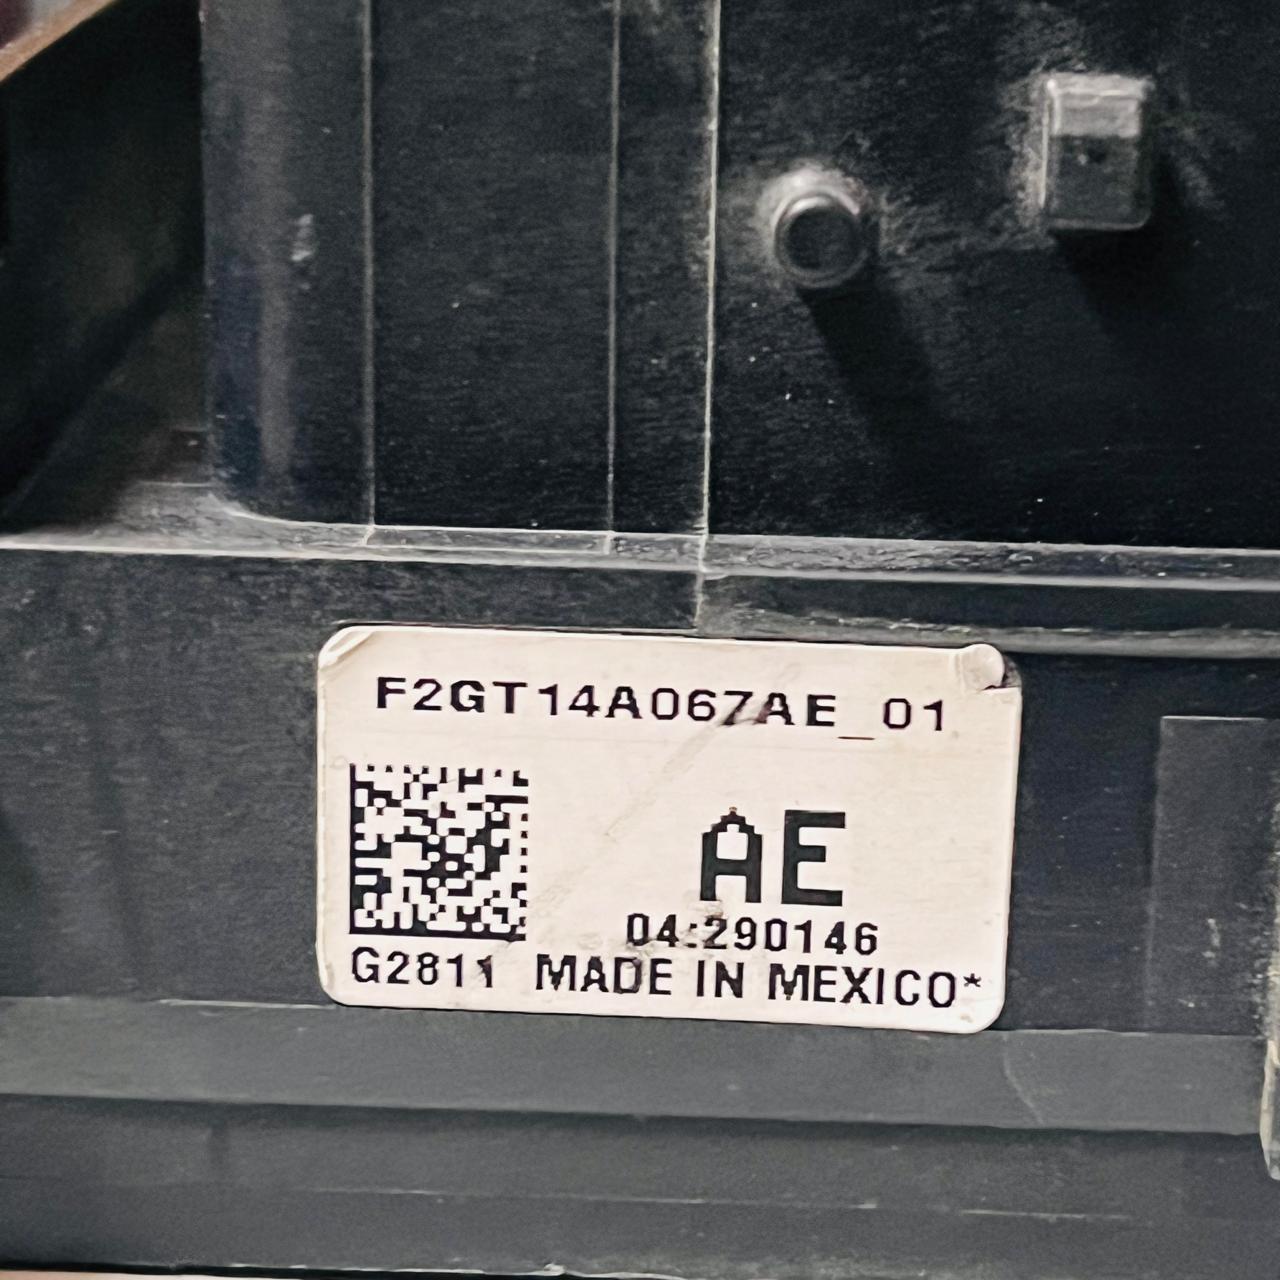 F2GT14A067AE_01
AE
04:290146
G2811 MADE IN MEXICO*